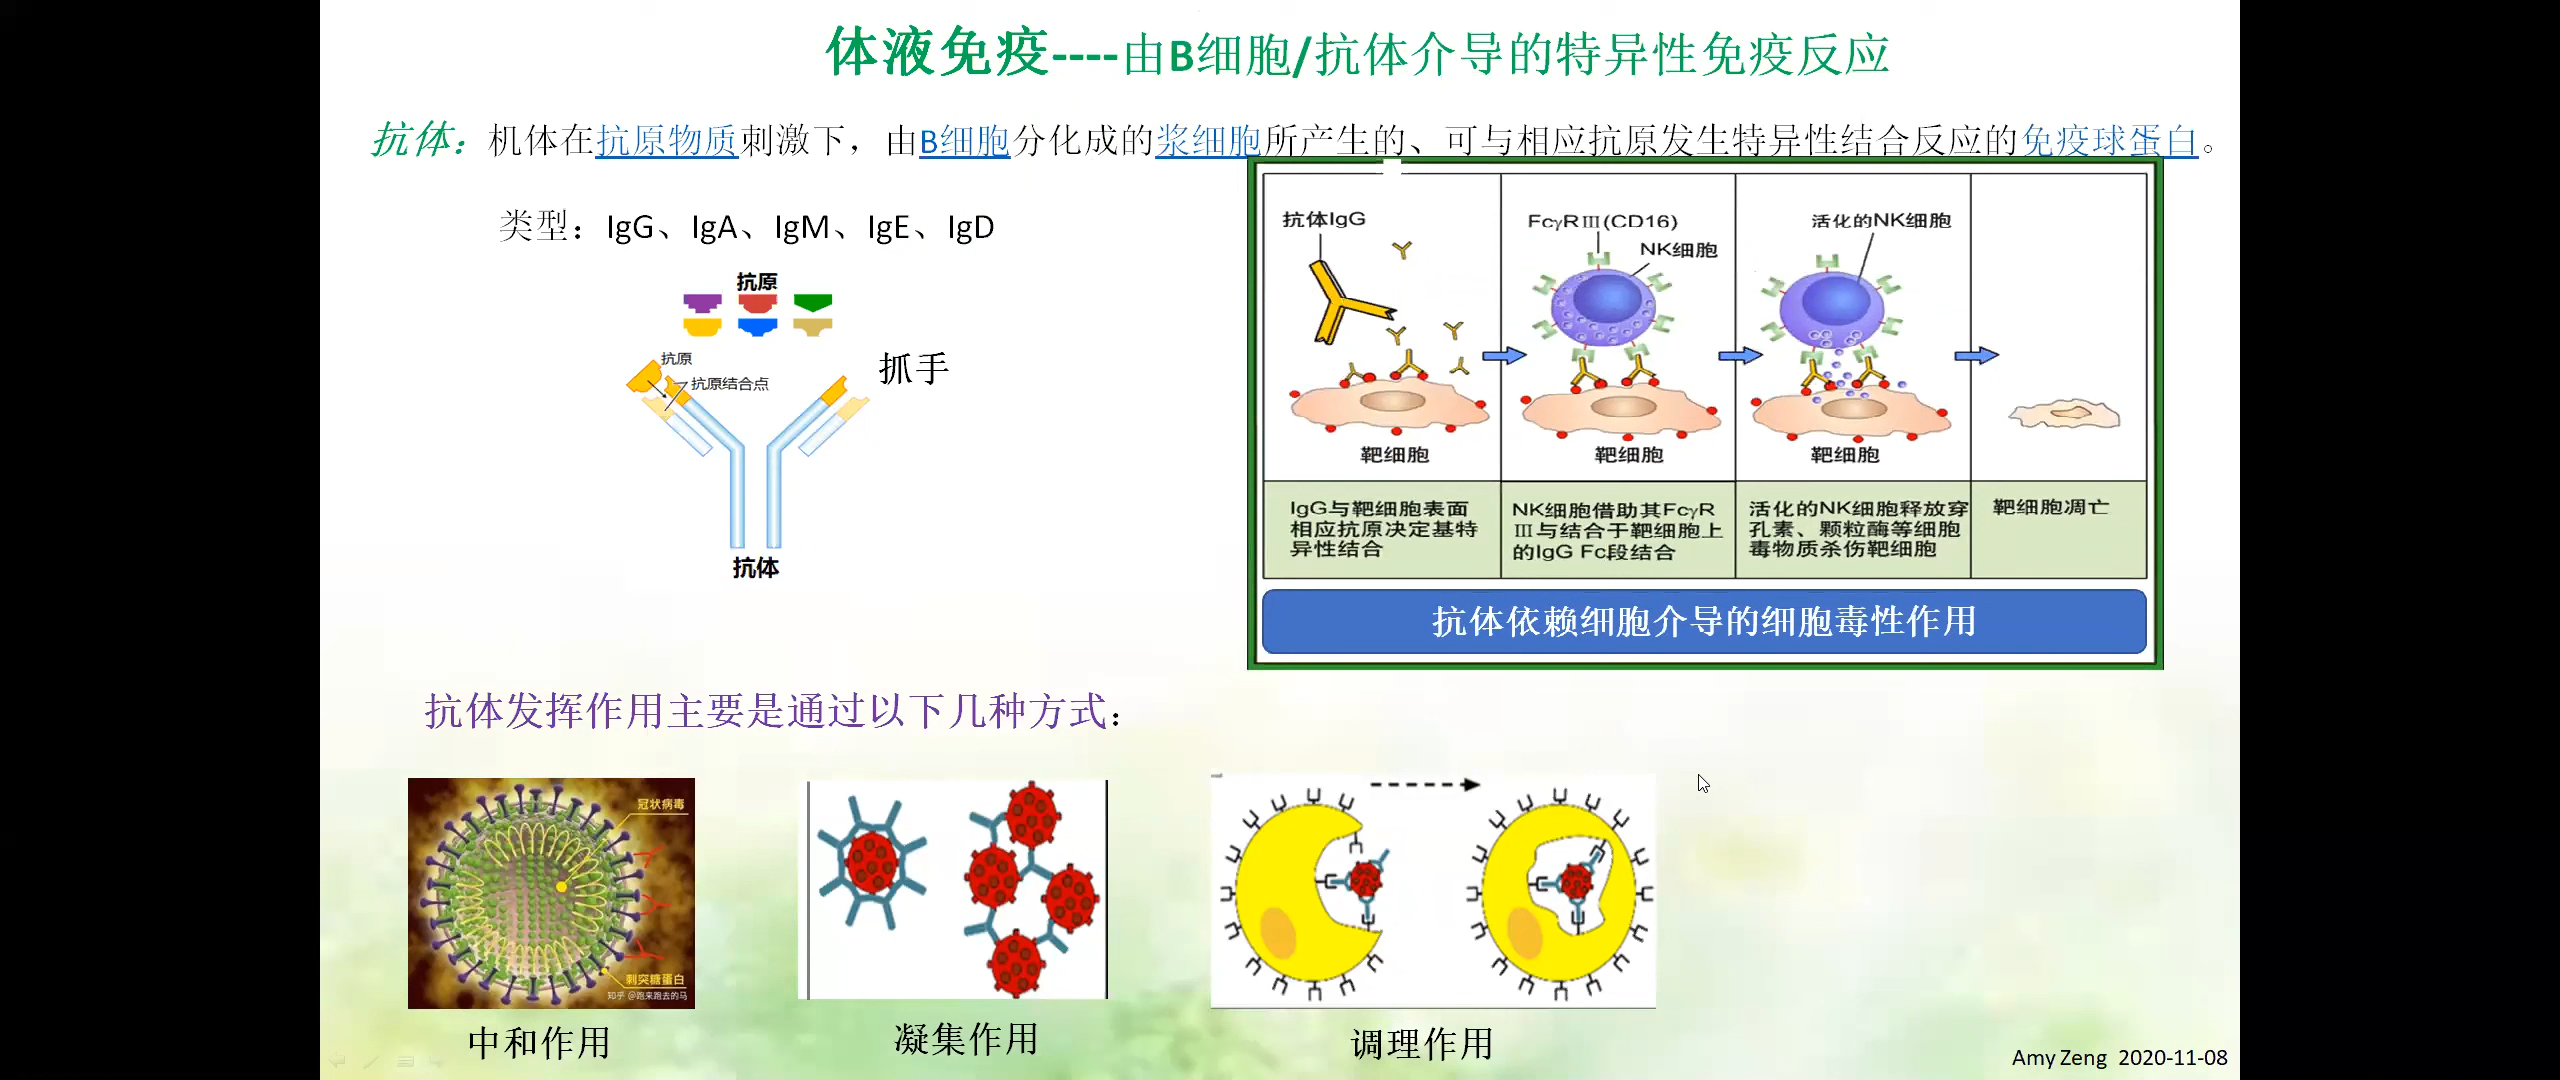 体液免疫----由B细胞/抗体介导的特异性免疫反应
抗体：机体在抗原物质刺激下，由B细胞分化成的浆细胞所产生的、可与相应抗原发生特异性结合反应的免疫球蛋白。
类型：IgG、IgA、IgM、IgE、IgD
抗原
抗原
抗原结合点
抓手
抗体
抗体IgG
靶细胞
IgG与靶细胞表面
相应抗原决定基特
异性结合
FcγRⅢ(CD16)
NK细胞
靶细胞
NK细胞借助其FcγR
Ⅲ与结合于靶细胞上
的IgG Fc段结合
活化的NK细胞
靶细胞
活化的NK细胞释放穿
孔素、颗粒酶等细胞
毒物质杀伤靶细胞
靶细胞凋亡
抗体依赖细胞介导的细胞毒性作用
抗体发挥作用主要是通过以下几种方式：
冠状病毒
刺突糖蛋白
知乎 @跑来跑去的马
中和作用
凝集作用
调理作用
Amy Zeng 2020-11-08